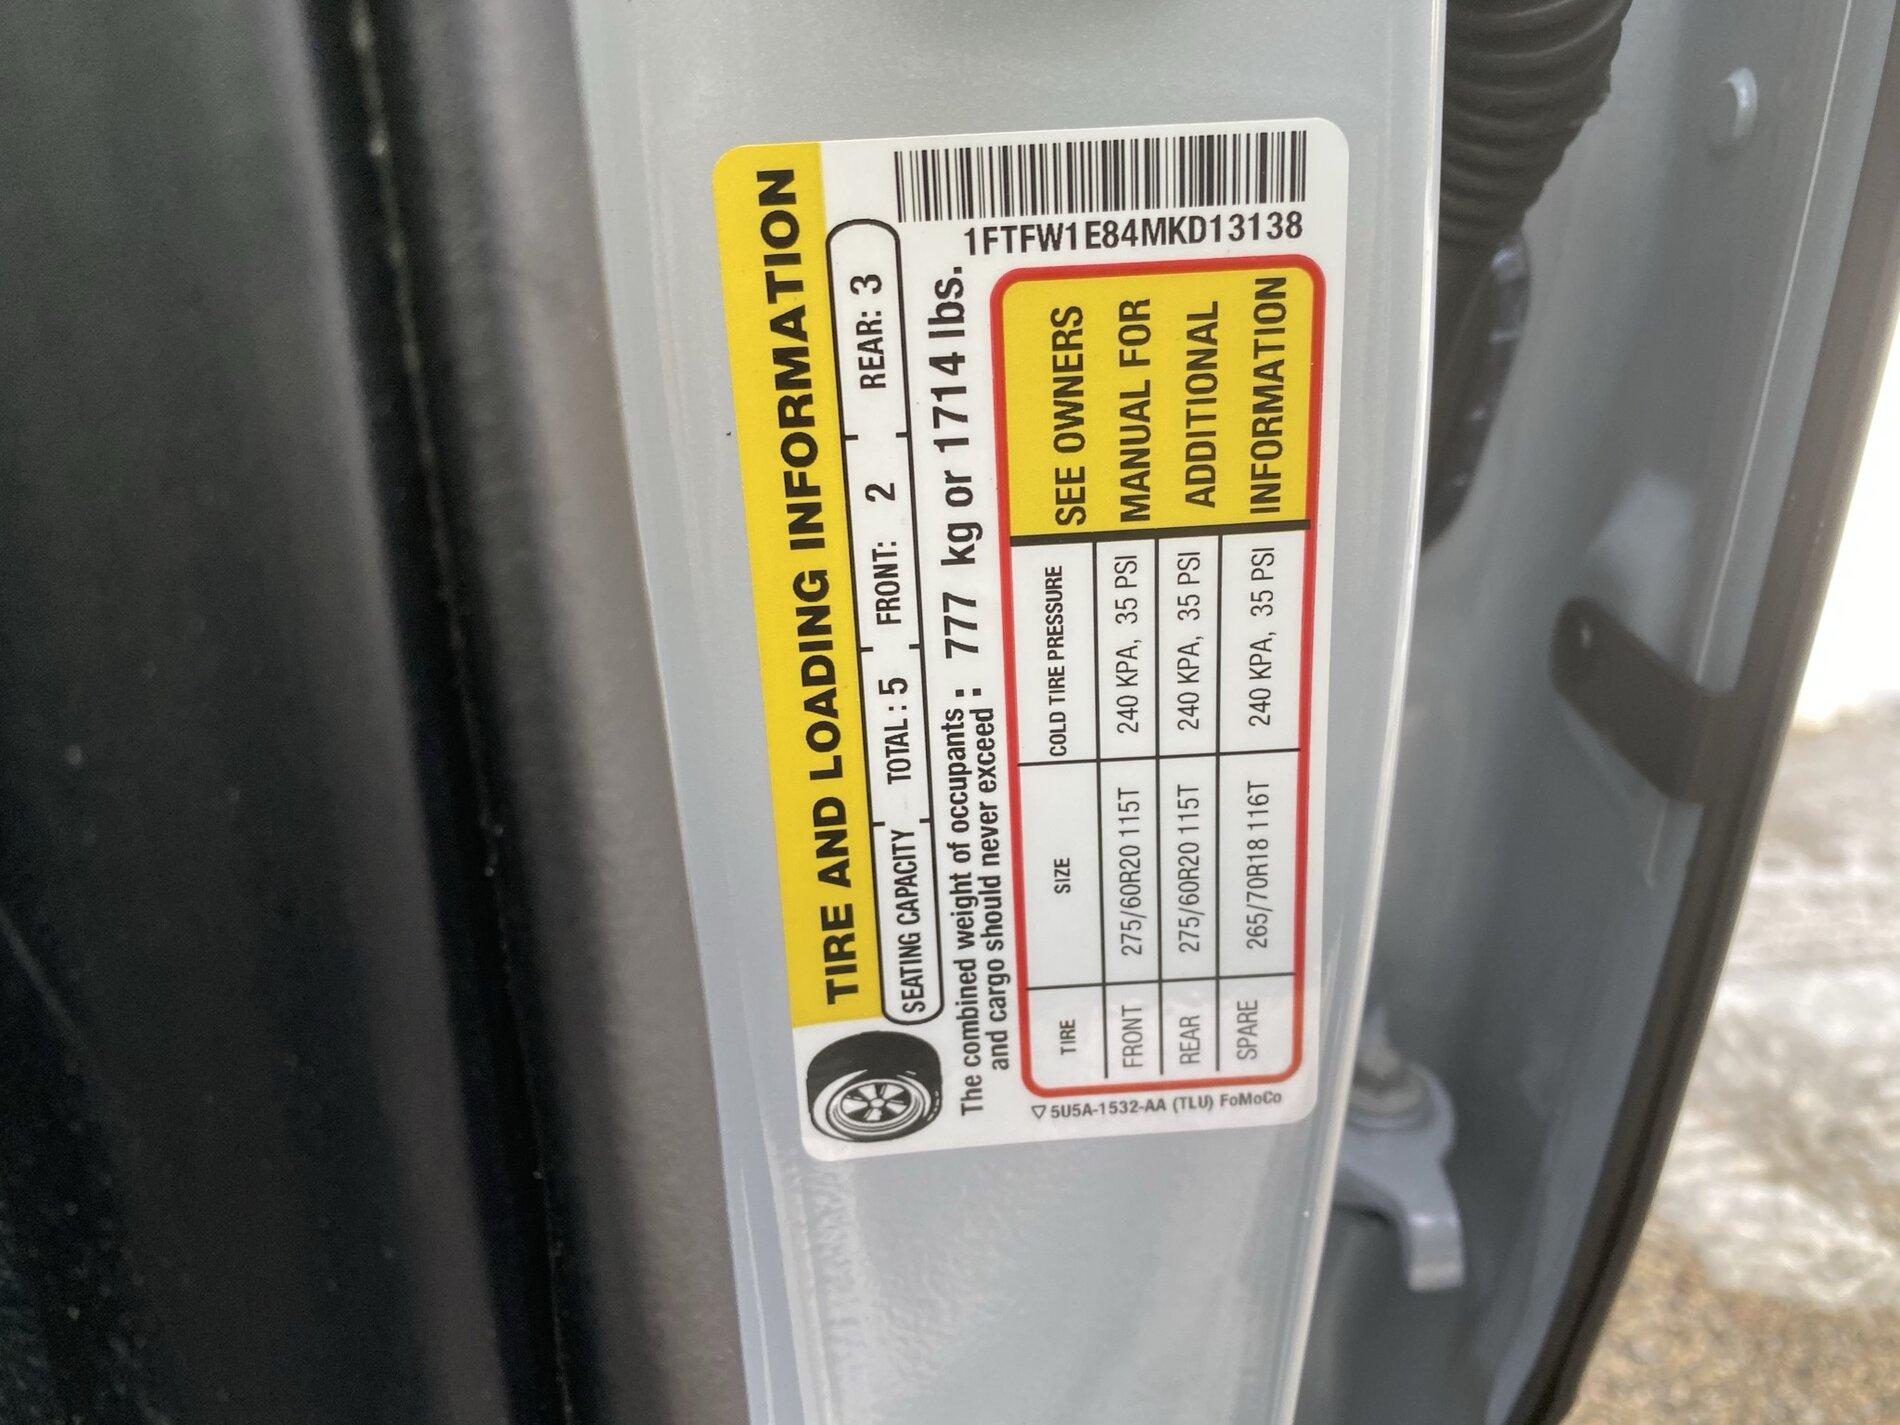 TIRE AND LOADING INFORMATION
SEATING CAPACITY TOTAL: 5 FRONT: 2 REAR: 3
The combined weight of occupants : 777 kg or 1714 lbs.
and cargo should never exceed :
1FTFW1E84MKD13138
TIRE SIZE COLD TIRE PRESSURE
FRONT 275/60R20 115T 240 KPA, 35 PSI
REAR 275/60R20 115T 240 KPA, 35 PSI
SPARE 265/70R18 116T 240 KPA, 35 PSI
SEE OWNERS
MANUAL FOR
ADDITIONAL
INFORMATION
5U5A-1532-AA (TLU) FoMoCo